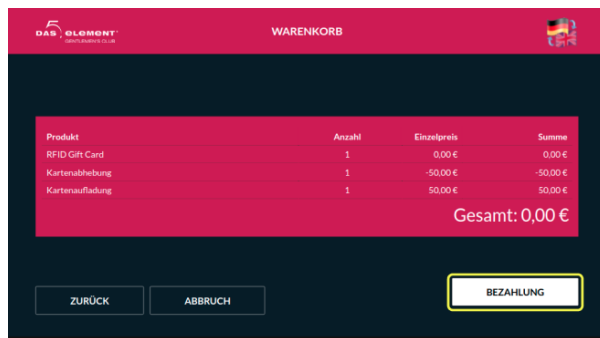 DAS 5 ELEMENT
GENTLEMEN'S CLUB
WARENKORB
Produkt Anzahl Einzelpreis Summe
RFID Gift Card 1 0,00 € 0,00 €
Kartenabhebung 1 -50,00 € -50,00 €
Kartenaufladung 1 50,00 € 50,00 €
Gesamt: 0,00 €
ZURÜCK ABBRUCH BEZAHLUNG